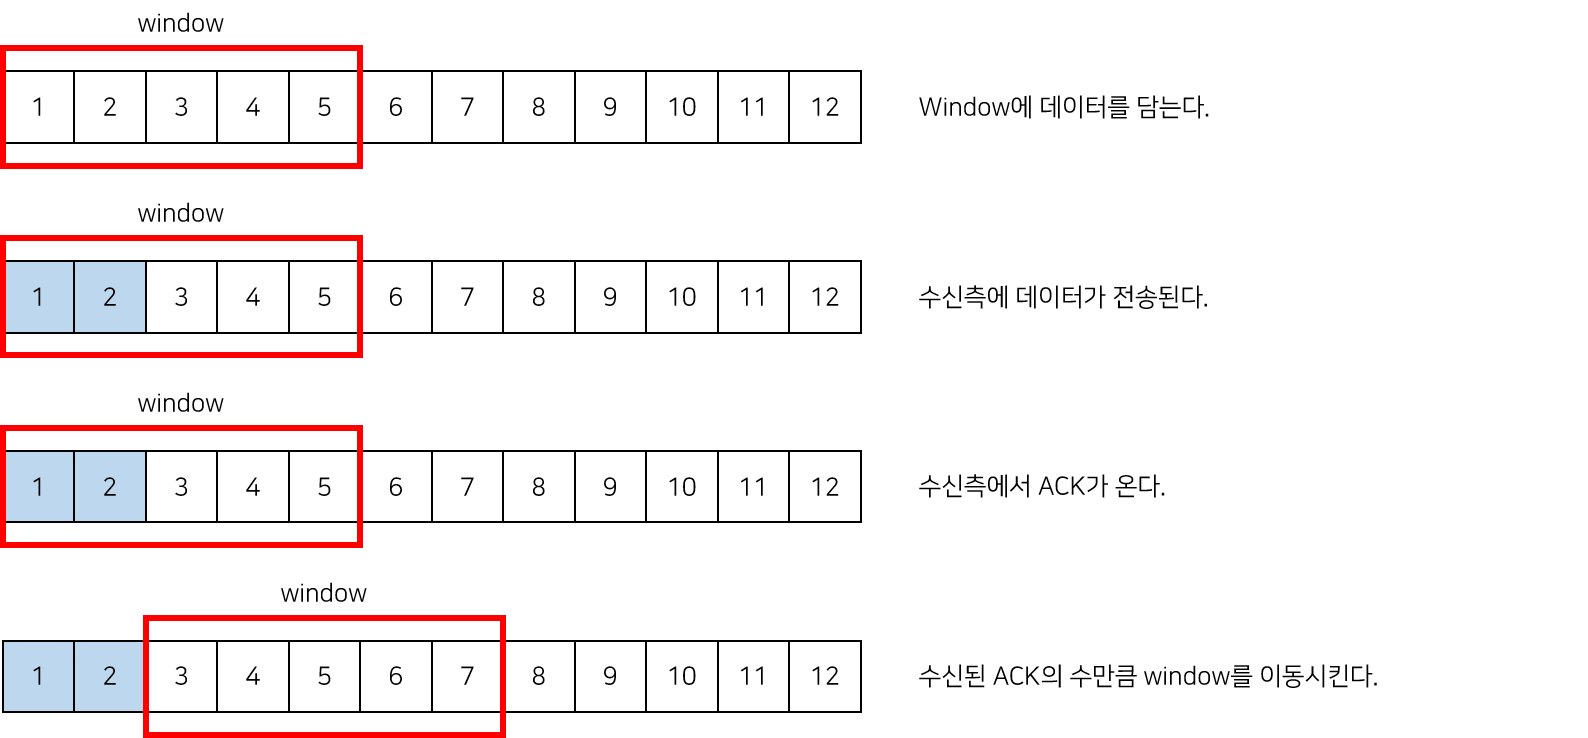 window
1 2 3 4 5 6 7 8 9 10 11 12 Window에 데이터를 담는다.
window
1 2 3 4 5 6 7 8 9 10 11 12 수신측에 데이터가 전송된다.
window
1 2 3 4 5 6 7 8 9 10 11 12 수신측에서 ACK가 온다.
window
1 2 3 4 5 6 7 8 9 10 11 12 수신된 ACK의 수만큼 window를 이동시킨다.